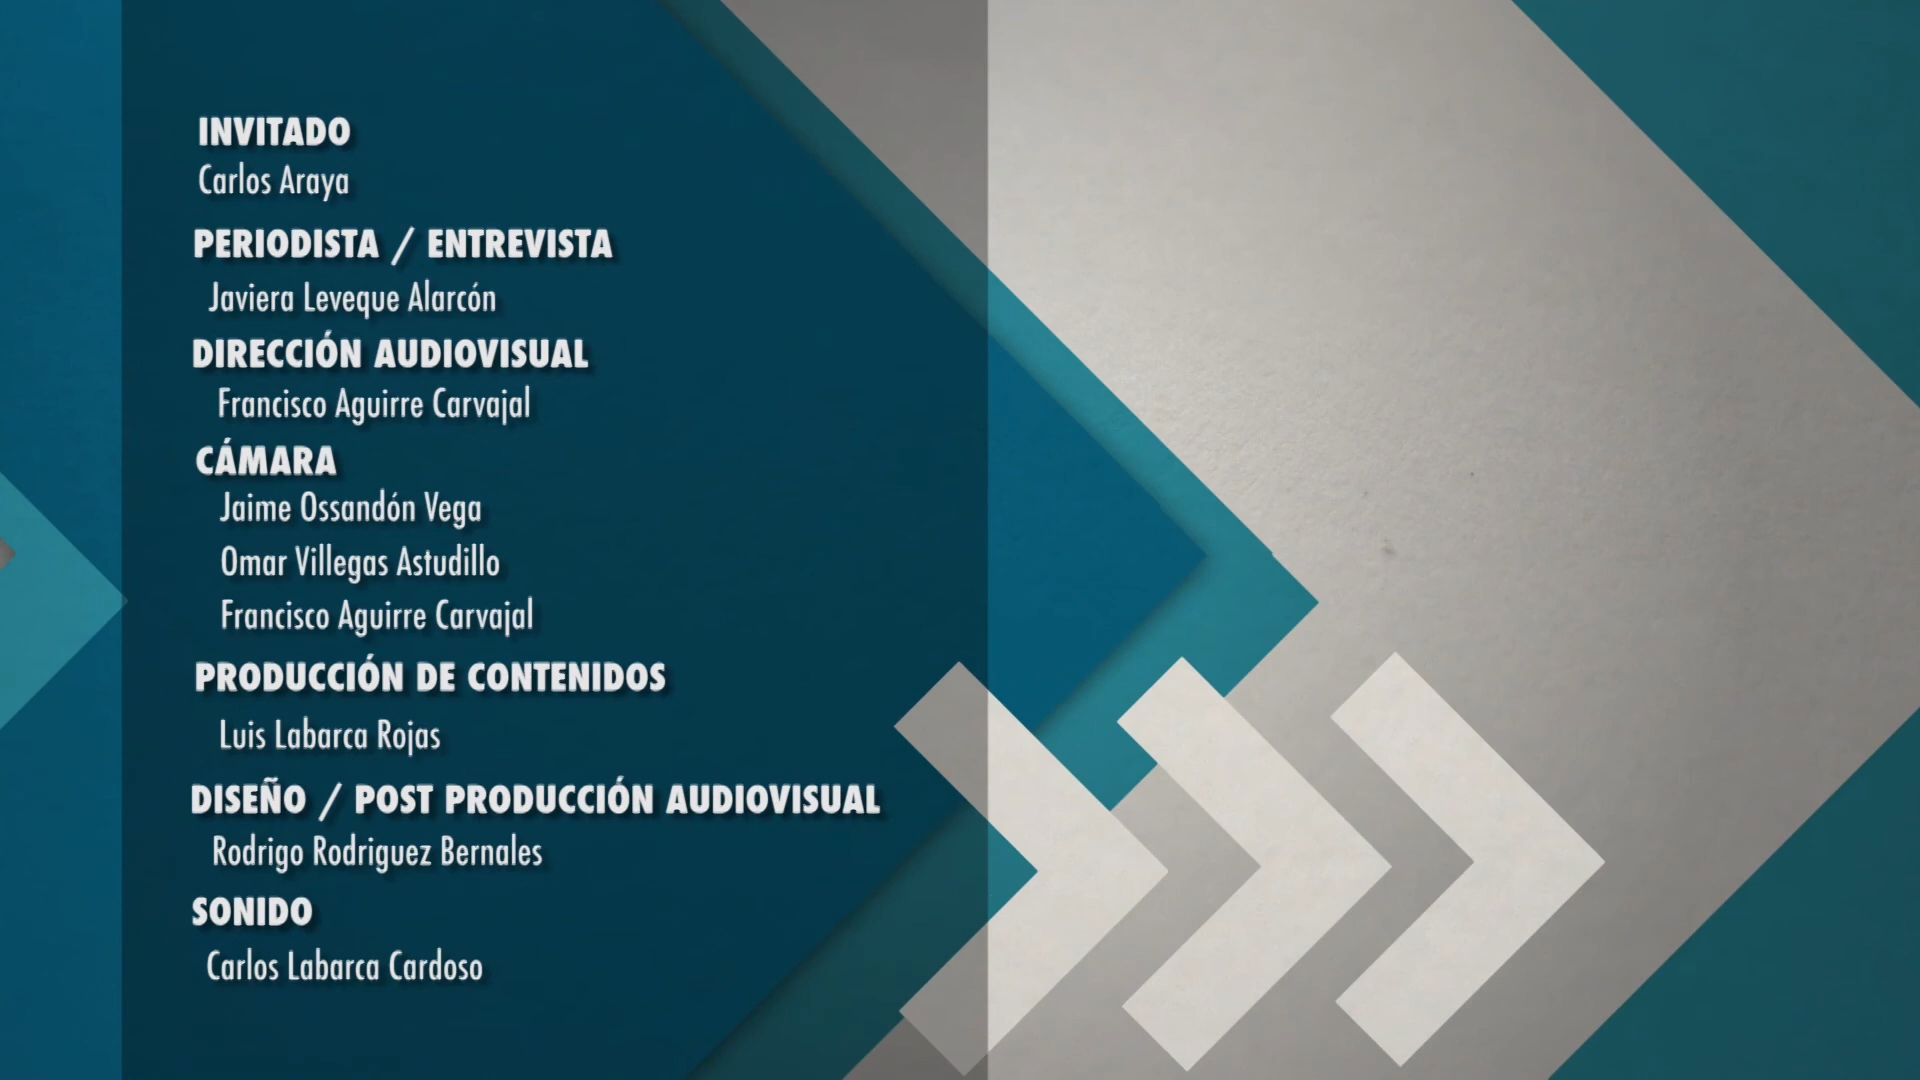 INVITADO
Carlos Araya
PERIODISTA / ENTREVISTA
Javiera Leveque Alarcón
DIRECCIÓN AUDIOVISUAL
Francisco Aguirre Carvajal
CÁMARA
Jaime Ossandón Vega
Omar Villegas Astudillo
Francisco Aguirre Carvajal
PRODUCCIÓN DE CONTENIDOS
Luis Labarca Rojas
DISEÑO / POST PRODUCCIÓN AUDIOVISUAL
Rodrigo Rodriguez Bernales
SONIDO
Carlos Labarca Cardoso